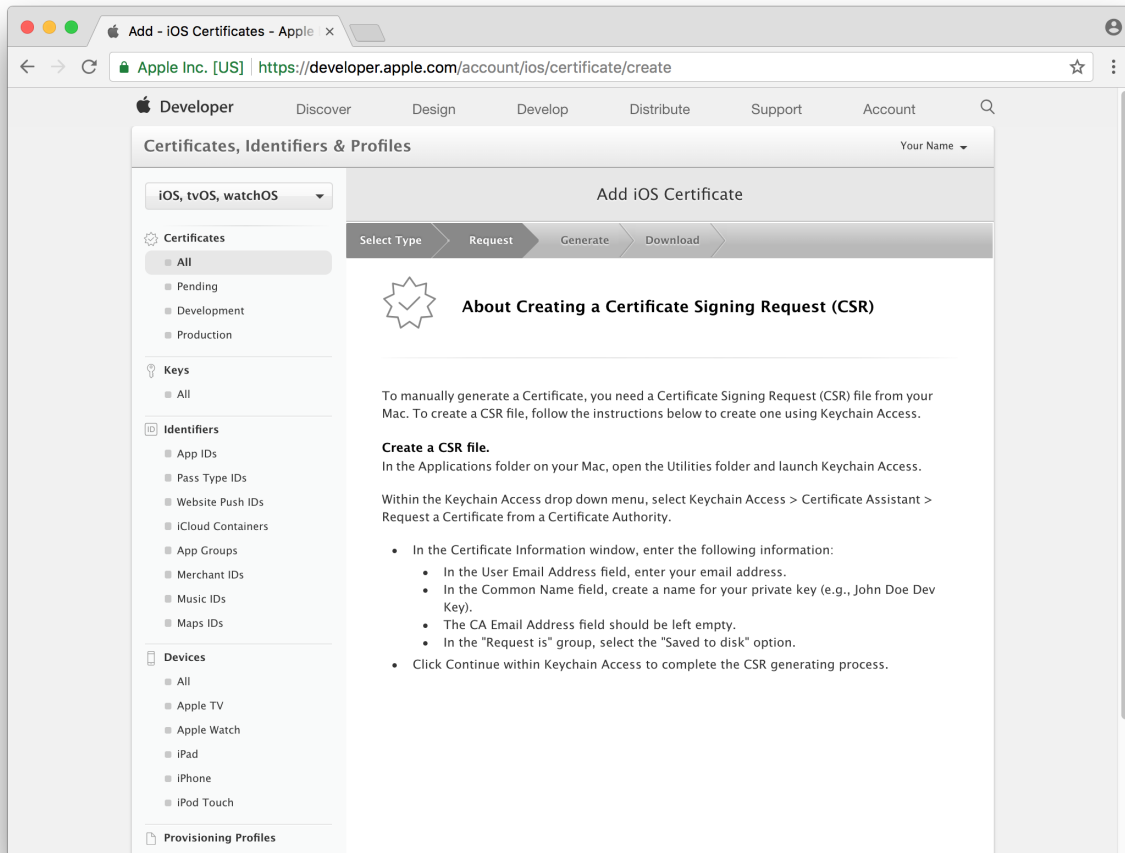 Add - iOS Certificates - Apple
Apple Inc. [US] https://developer.apple.com/account/ios/certificate/create
Developer Discover Design Develop Distribute Support Account
Certificates, Identifiers & Profiles Your Name
iOS, tvOS, watchOS
Certificates
All
Pending
Development
Production
Keys
All
ID Identifiers
App IDs
Pass Type IDs
Website Push IDs
iCloud Containers
App Groups
Merchant IDs
Music IDs
Maps IDs
Devices
All
Apple TV
Apple Watch
iPad
iPhone
iPod Touch
Provisioning Profiles
Add iOS Certificate
Select Type Request Generate Download
About Creating a Certificate Signing Request (CSR)
To manually generate a Certificate, you need a Certificate Signing Request (CSR) file from your
Mac. To create a CSR file, follow the instructions below to create one using Keychain Access.
Create a CSR file.
In the Applications folder on your Mac, open the Utilities folder and launch Keychain Access.
Within the Keychain Access drop down menu, select Keychain Access > Certificate Assistant >
Request a Certificate from a Certificate Authority.
• In the Certificate Information window, enter the following information:
• In the User Email Address field, enter your email address.
• In the Common Name field, create a name for your private key (e.g., John Doe Dev
Key).
• The CA Email Address field should be left empty.
• In the "Request is" group, select the "Saved to disk" option.
• Click Continue within Keychain Access to complete the CSR generating process.